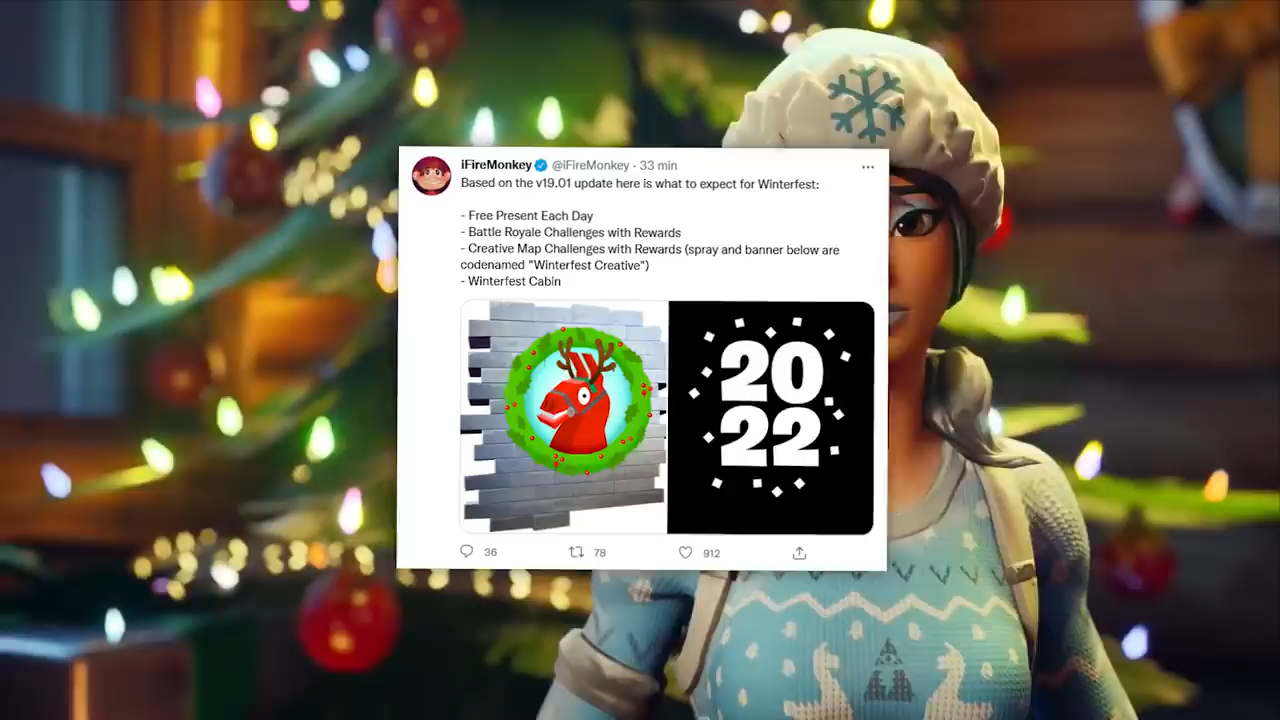 iFireMonkey @iFireMonkey · 33 min
Based on the v19.01 update here is what to expect for Winterfest:
- Free Present Each Day
- Battle Royale Challenges with Rewards
- Creative Map Challenges with Rewards (spray and banner below are
codenamed "Winterfest Creative")
- Winterfest Cabin
20
22
36 78 912